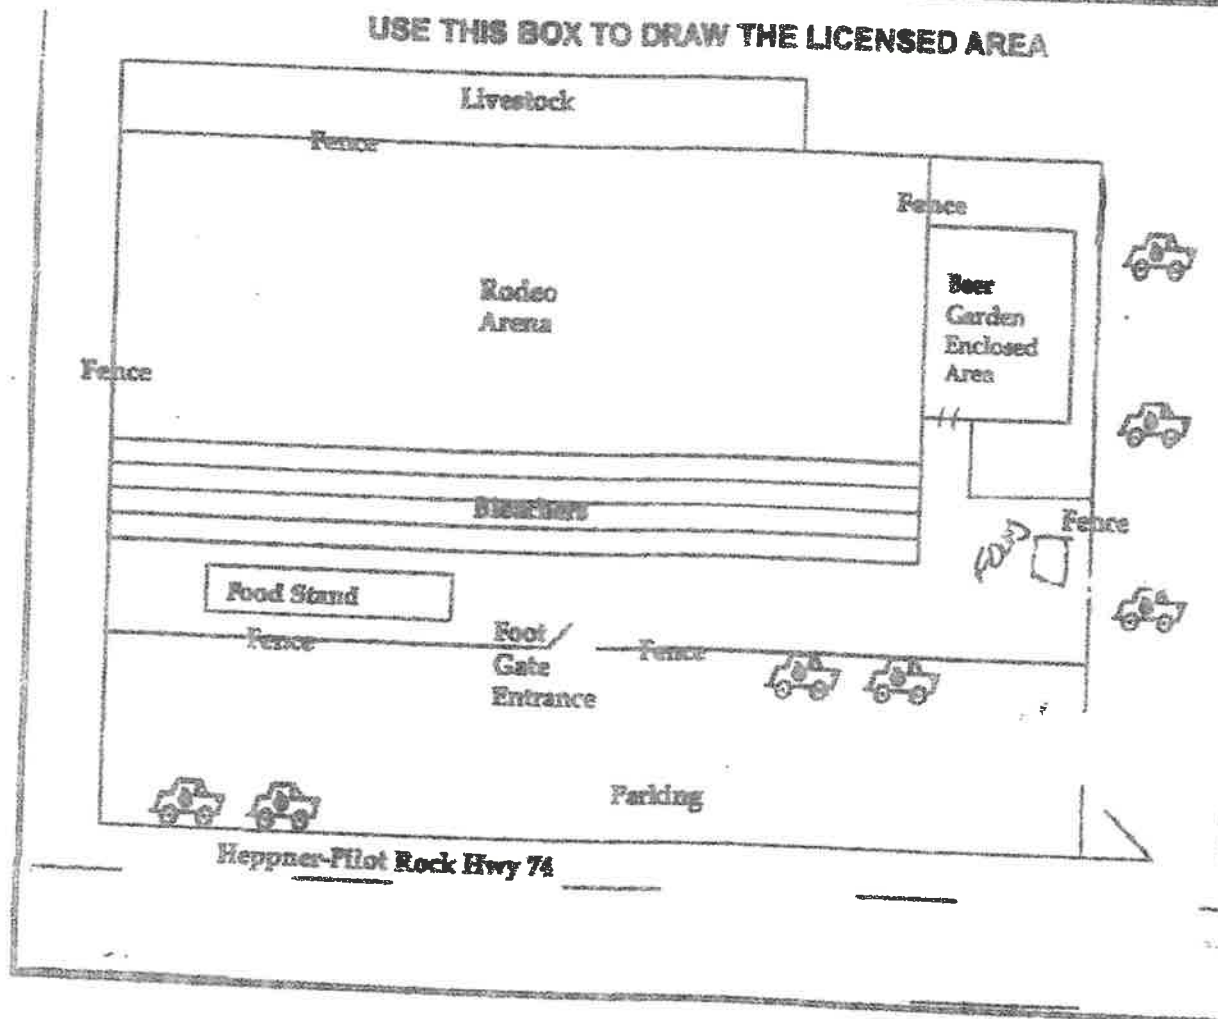 USE THIS BOX TO DRAW THE LICENSED AREA
Livestock
Fence
Fence
Rodeo
Arena
Beer
Garden
Enclosed
Area
Fence
Bleachers
Fence
Food Stand
Fence
Foot
Gate
Entrance
Fence
Parking
Heppner-Pilot Rock Hwy 74